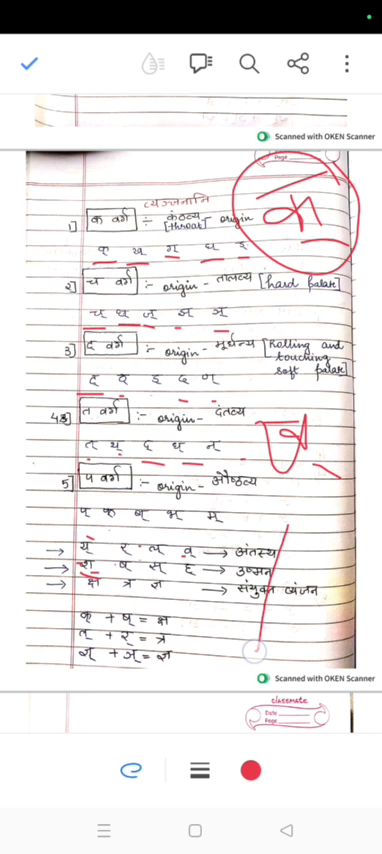 Scanned with OKEN Scanner
Page
व्यञ्जनानि
1] क वर्ग ÷ कंठव्य - origin
[throat]
क् ख् ग् घ् ङ्
2] च वर्ग :- origin - तालव्य [hard palate]
च छ ज् झ ञ्
3] ट वर्ग :- origin - मूर्धन्य [Rolling and touching soft palate]
ट ठ ड ढ ण्
4] त वर्ग :- origin - दंतव्य
त् थ् द ध न्
5] प वर्ग :- origin - औष्ठव्य
प् फ ब् भ म्
→ य् र ल व् → अंतस्थ
→ श ष् स् ह् → उष्मन
→ क्ष त्र ज्ञ → संयुक्त व्यंजन
क् + ष् = क्ष
त् + र् = त्र
ज् + ञ् = ज्ञ
Scanned with OKEN Scanner
classmate
Date
Page